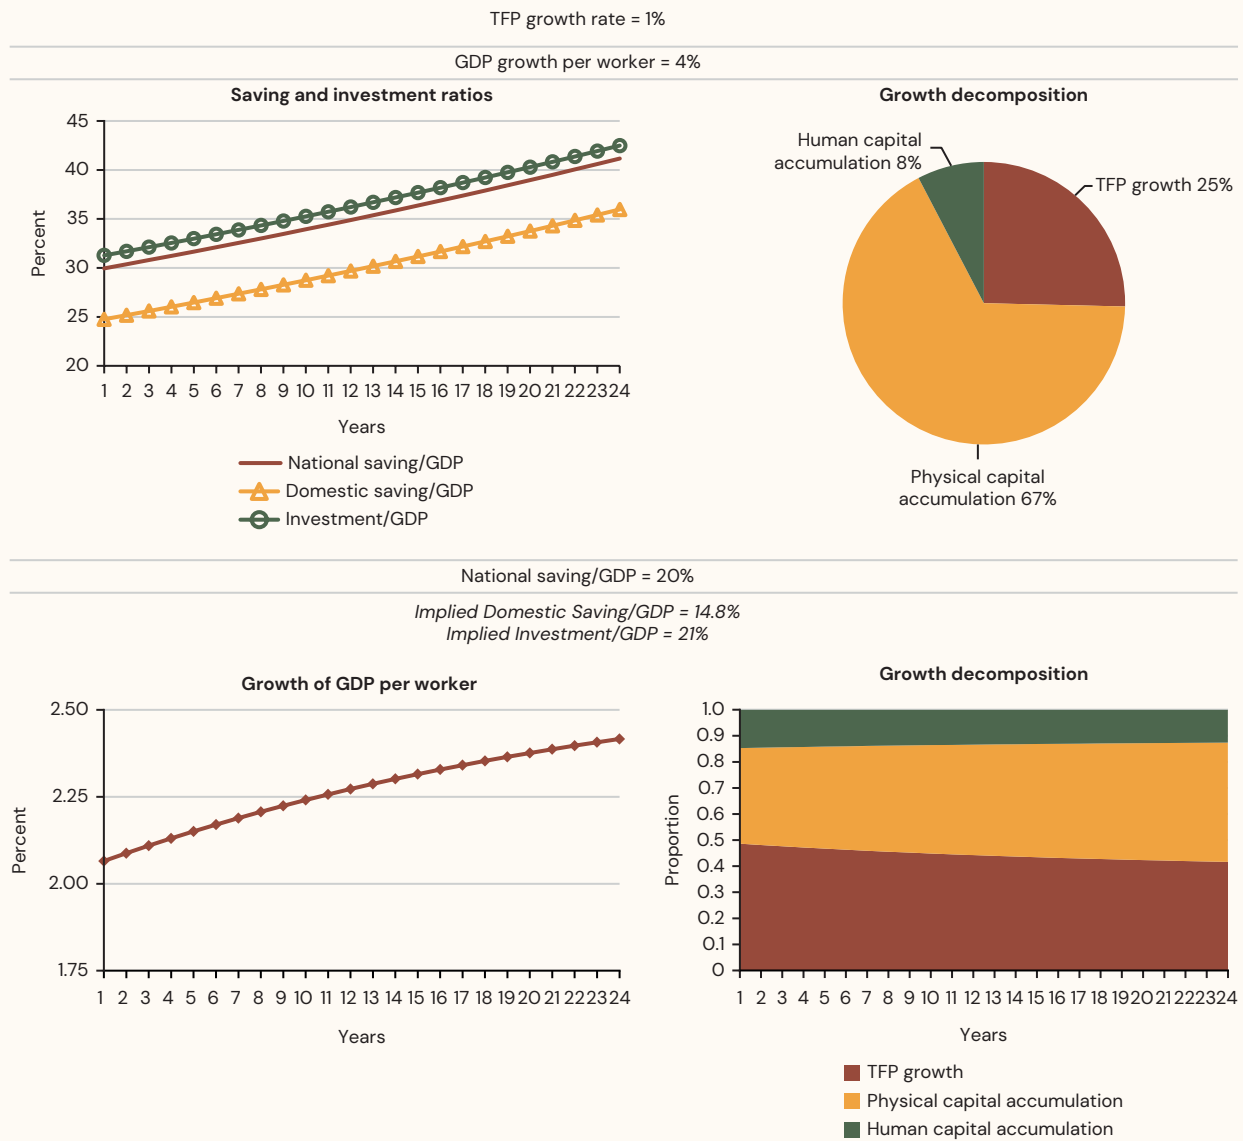 TFP growth rate = 1%
GDP growth per worker = 4%
Saving and investment ratios
45
40
35
30
25
20
Percent
1 2 3 4 5 6 7 8 9 10 11 12 13 14 15 16 17 18 19 20 21 22 23 24
Years
National saving/GDP
Domestic saving/GDP
Investment/GDP
Growth decomposition
Human capital
accumulation 8%
TFP growth 25%
Physical capital
accumulation 67%
National saving/GDP = 20%
Implied Domestic Saving/GDP = 14.8%
Implied Investment/GDP = 21%
Growth of GDP per worker
2.50
2.25
2.00
1.75
Percent
1 2 3 4 5 6 7 8 9 10 11 12 13 14 15 16 17 18 19 20 21 22 23 24
Years
Growth decomposition
1.0
0.9
0.8
0.7
0.6
0.5
0.4
0.3
0.2
0.1
0
Proportion
1 2 3 4 5 6 7 8 9 10 11 12 13 14 15 16 17 18 19 20 21 22 23 24
Years
TFP growth
Physical capital accumulation
Human capital accumulation